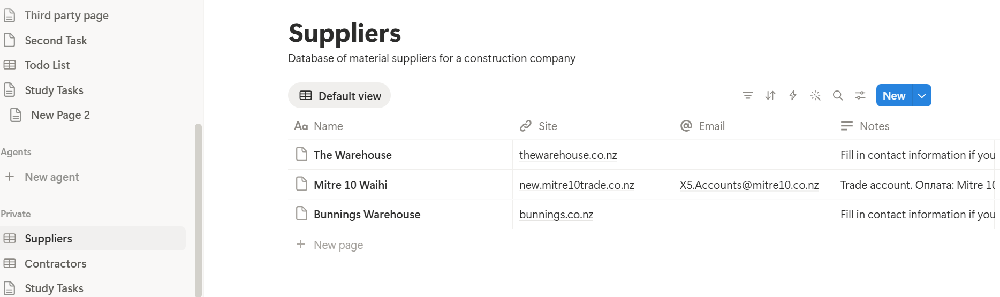 Third party page
Second Task
Todo List
Study Tasks
New Page 2
Agents
New agent
Private
Suppliers
Contractors
Study Tasks
Suppliers
Database of material suppliers for a construction company
Default view
New
Aa Name Site Email Notes
The Warehouse thewarehouse.co.nz Fill in contact information if you
Mitre 10 Waihi new.mitre10trade.co.nz X5.Accounts@mitre10.co.nz Trade account. Оплата: Mitre 10
Bunnings Warehouse bunnings.co.nz Fill in contact information if you
New page